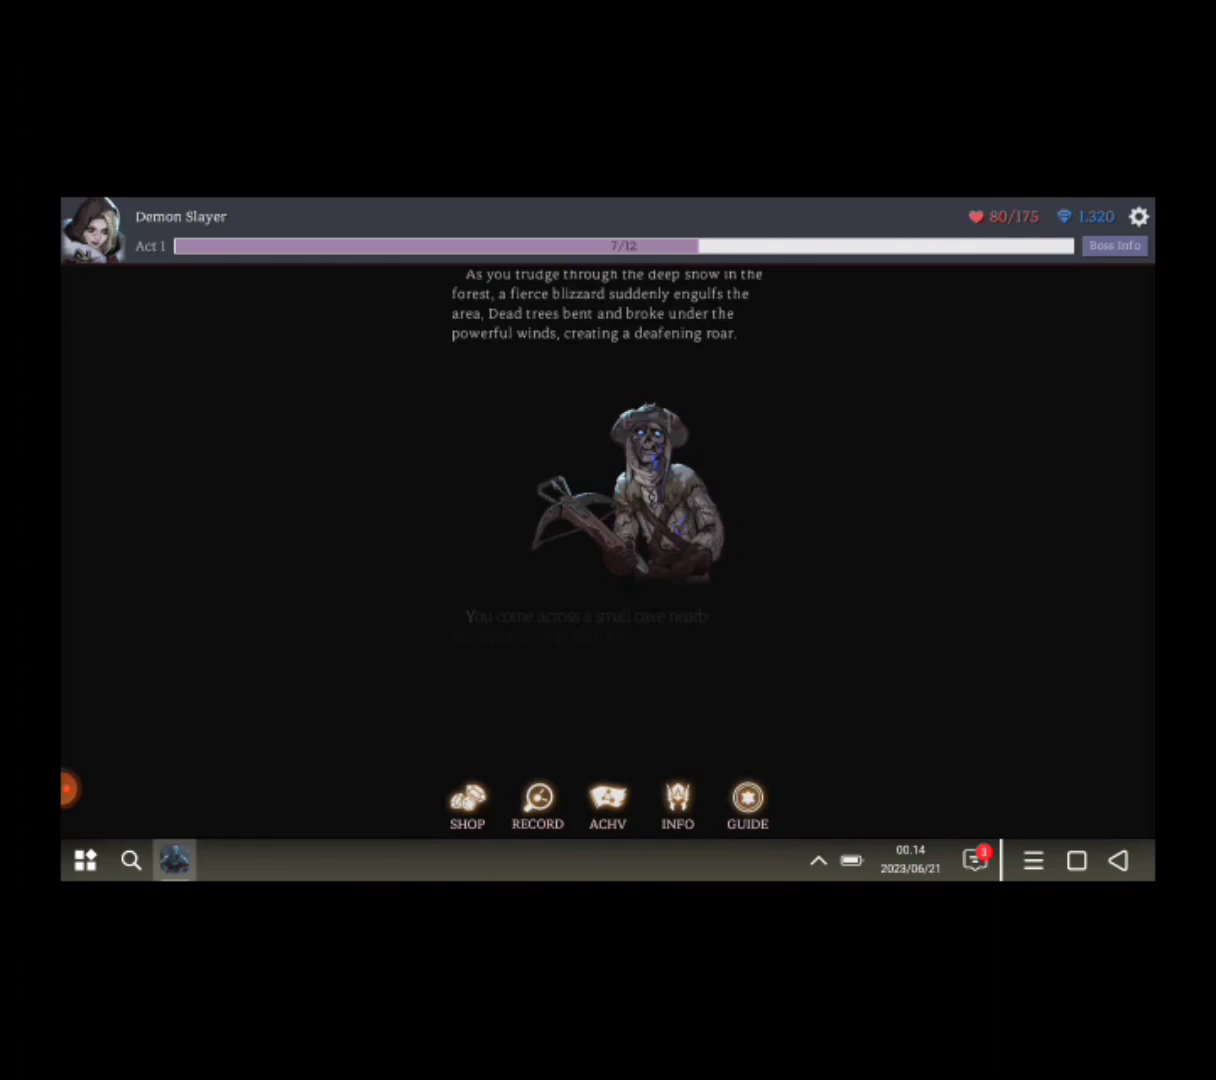 Demon Slayer
80/175
1,320
Act 1
7/12
Boss Info
As you trudge through the deep snow in the
forest, a fierce blizzard suddenly engulfs the
area, Dead trees bent and broke under the
powerful winds, creating a deafening roar.
You come across a small cave nearby
SHOP
RECORD
ACHV
INFO
GUIDE
00.14
2023/06/21
3